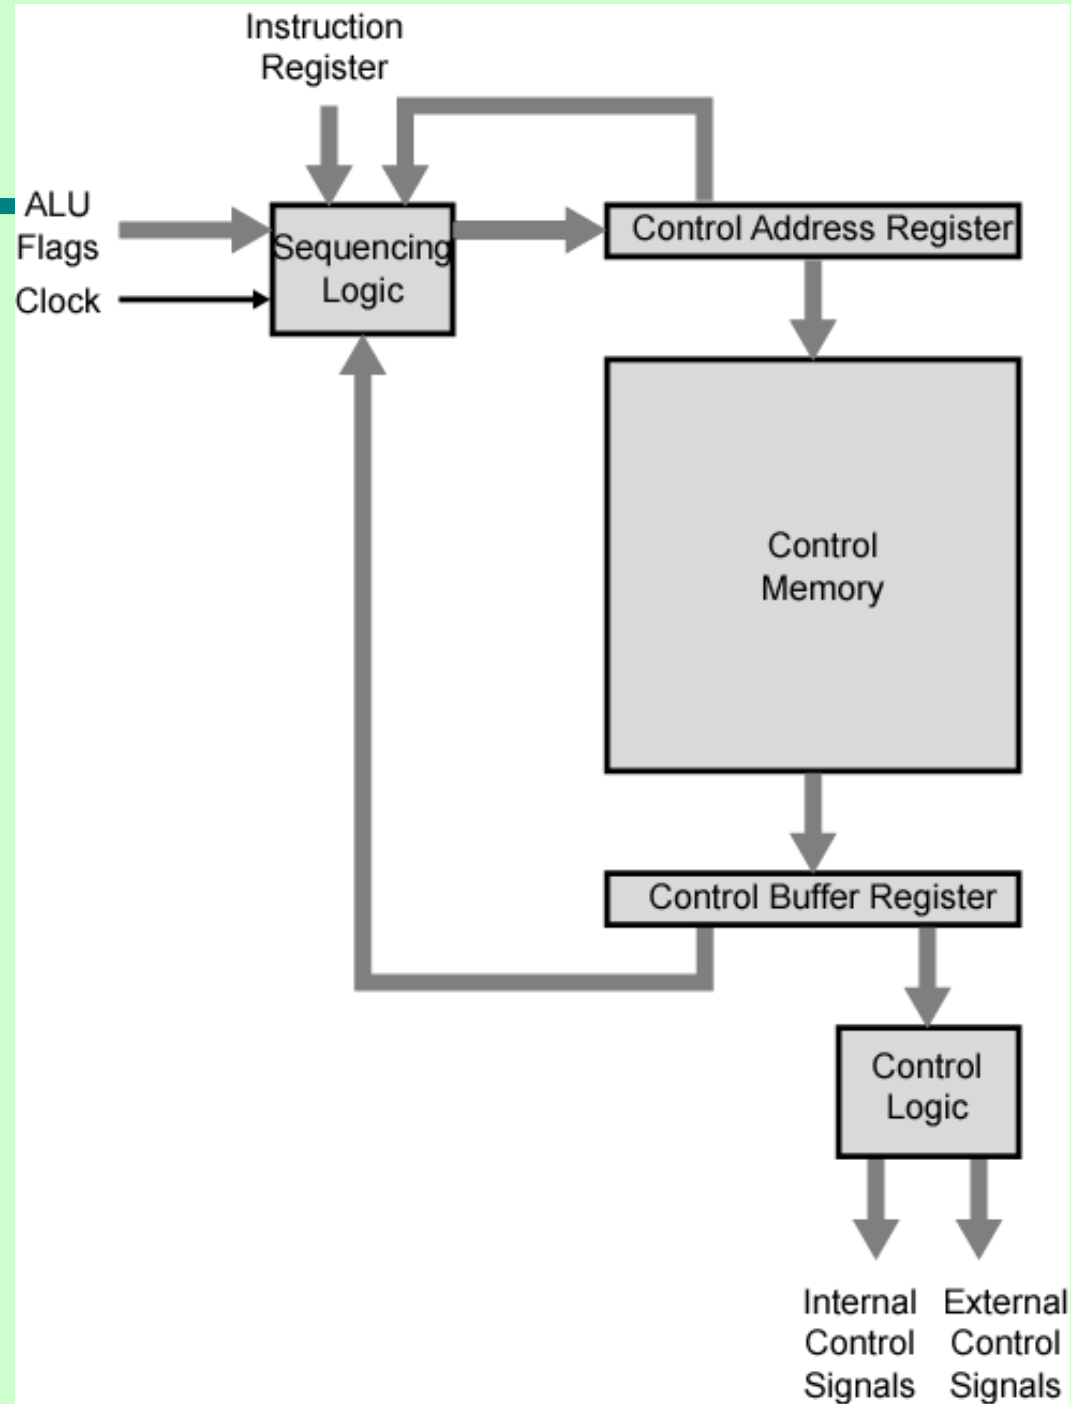 Instruction
Register
ALU
Flags
Clock
Sequencing
Logic
Control Address Register
Control
Memory
Control Buffer Register
Control
Logic
Internal
Control
Signals
External
Control
Signals